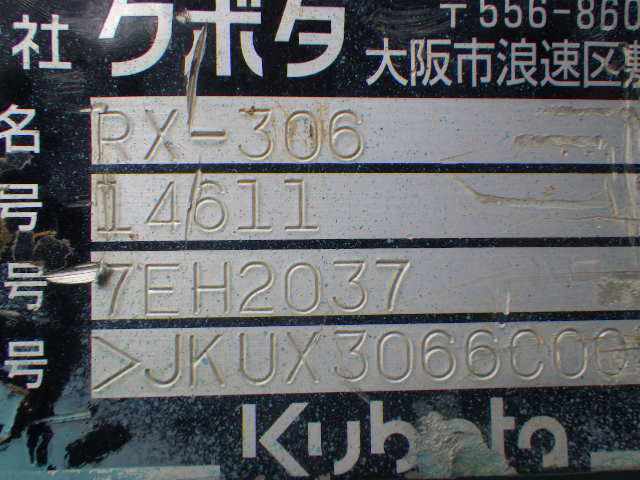 社 クボタ
〒556-860
大阪市浪速区敷
名 RX-306
号 14611
号 7EH2037
号 >JKUX3066C00
Kubota